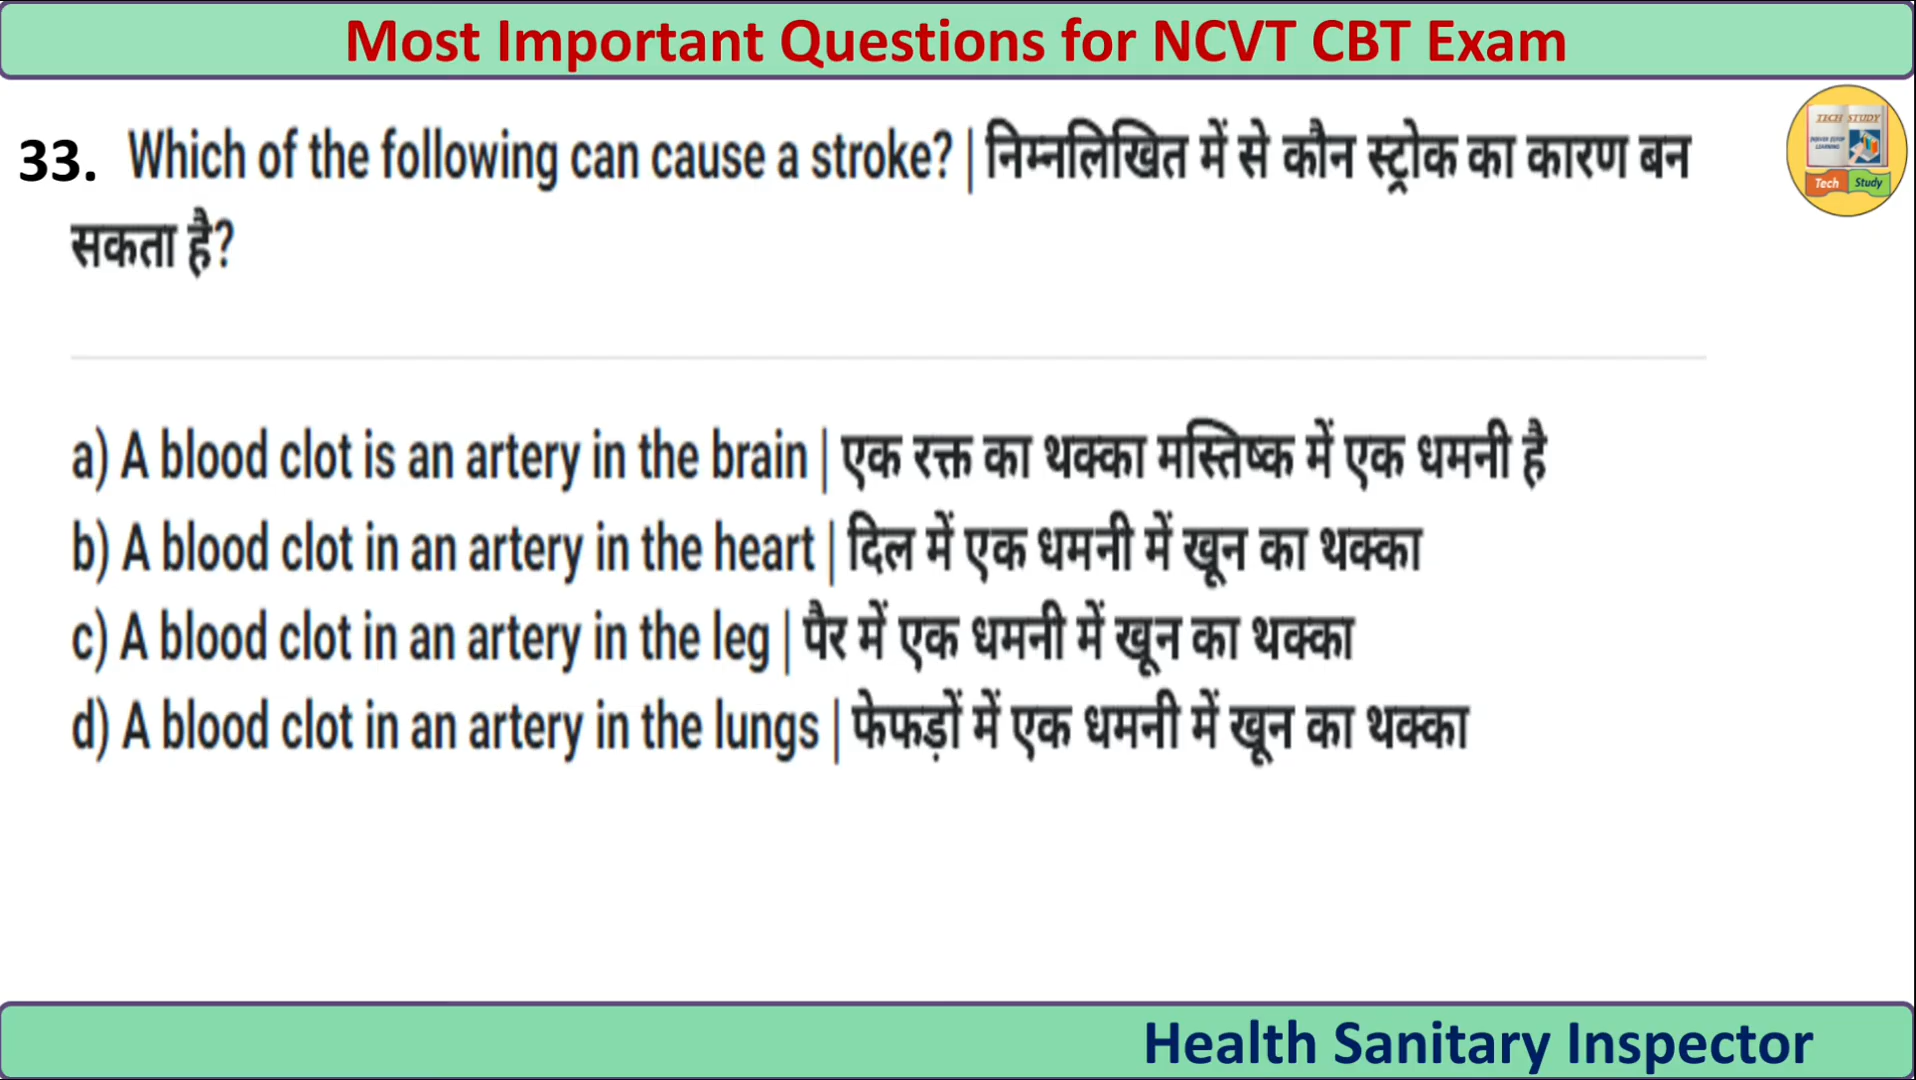 Most Important Questions for NCVT CBT Exam
TECH STUDY
Tech Study
33. Which of the following can cause a stroke? | निम्नलिखित में से कौन स्ट्रोक का कारण बन
सकता है?
a) A blood clot is an artery in the brain | एक रक्त का थक्का मस्तिष्क में एक धमनी है
b) A blood clot in an artery in the heart | दिल में एक धमनी में खून का थक्का
c) A blood clot in an artery in the leg | पैर में एक धमनी में खून का थक्का
d) A blood clot in an artery in the lungs | फेफड़ों में एक धमनी में खून का थक्का
Health Sanitary Inspector